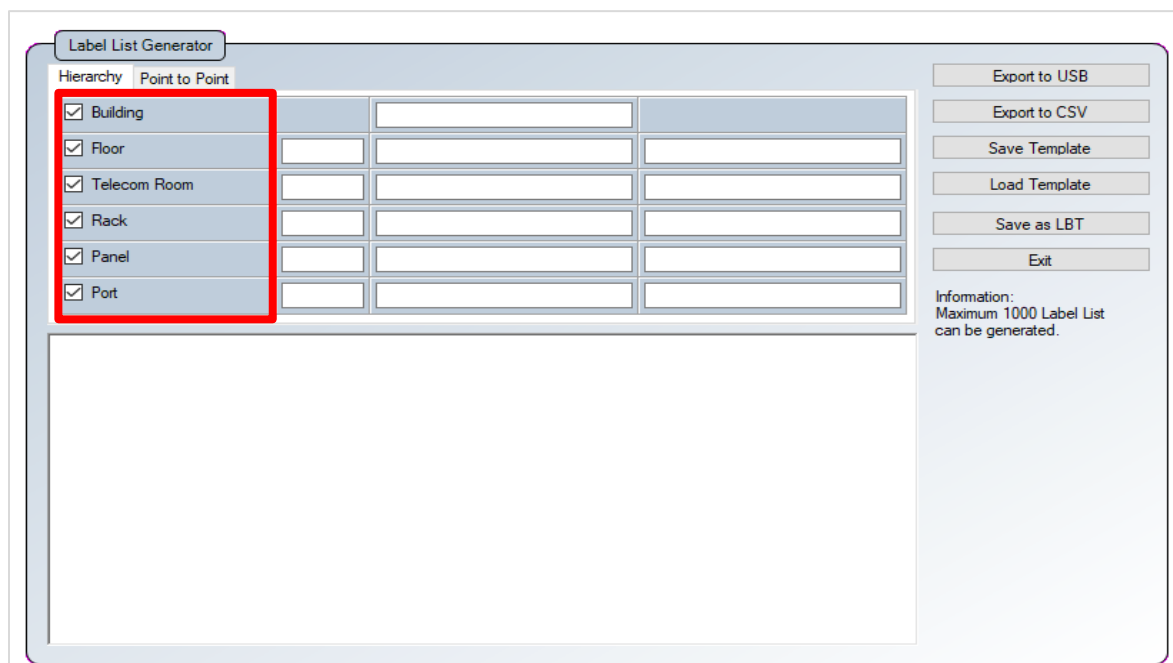 Label List Generator
Hierarchy
Point to Point
Building
Floor
Telecom Room
Rack
Panel
Port
Export to USB
Export to CSV
Save Template
Load Template
Save as LBT
Exit
Information:
Maximum 1000 Label List
can be generated.